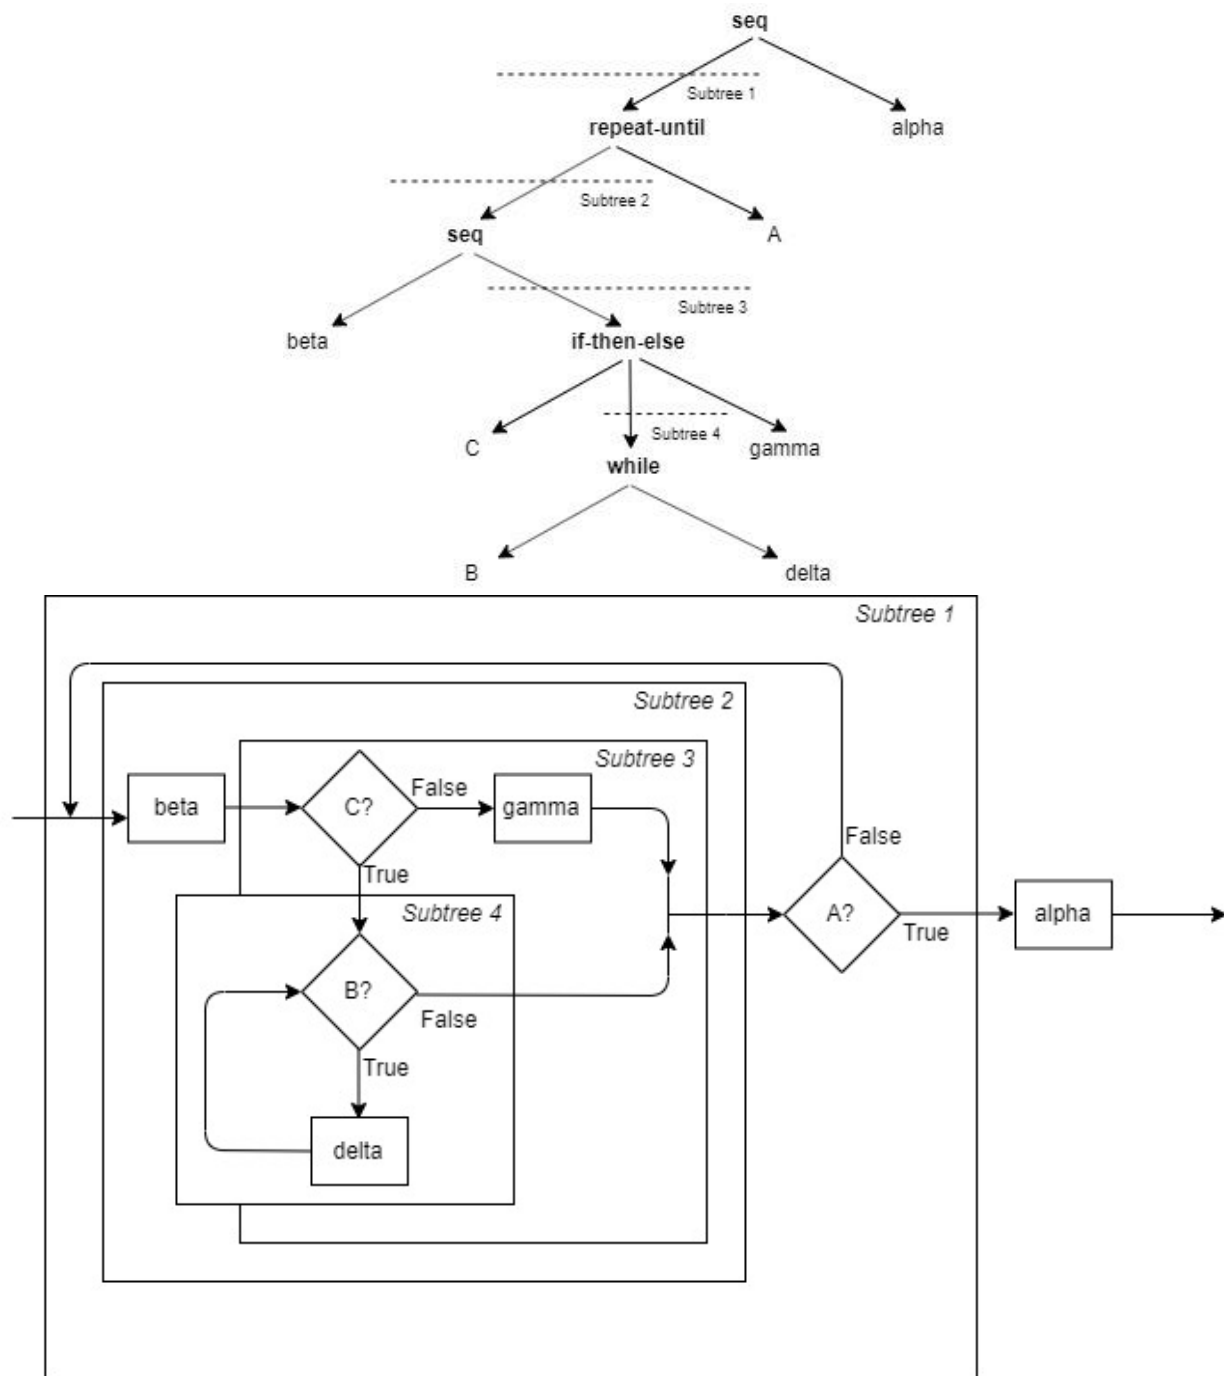 seq
Subtree 1
repeat-until
alpha
Subtree 2
seq
A
Subtree 3
beta
if-then-else
C
Subtree 4
gamma
while
B
delta
Subtree 1
Subtree 2
Subtree 3
beta
C?
False
gamma
True
False
Subtree 4
A?
True
alpha
B?
False
True
delta